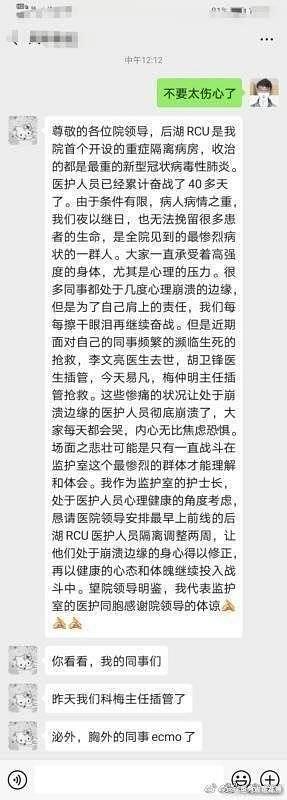 中午12:12
不要太伤心了
尊敬的各位院领导，后湖 RCU 是我
院首个开设的重症隔离病房，收治
的都是最重的新型冠状病毒性肺炎。
医护人员已经累计奋战了 40 多天
了。由于条件有限，病人病情之重，
我们夜以继日，也无法挽留很多患
者的生命，是全院见到的最惨烈病
状的一群人。大家一直承受着高强
度的身体，尤其是心理的压力。很
多同事都处于几度心理崩溃的边缘，
但是为了自己肩上的责任，我们每
每擦干眼泪再继续奋战。但是近期
面对自己的同事频繁的濒临生死的
抢救，李文亮医生去世，胡卫锋医
生插管，今天易凡，梅仲明主任插
管抢救。这些惨痛的状况让处于崩
溃边缘的医护人员彻底崩溃了，大
家每天都会哭，内心无比焦虑恐惧。
场面之悲壮可能是只有一直战斗在
监护室这个最惨烈的群体才能理解
和体会。我作为监护室的护士长，
处于医护人员心理健康的角度考虑，
恳请医院领导安排最早上前线的后
湖 RCU 医护人员隔离调整两周，让
他们处于崩溃边缘的身心得以修正，
再以健康的心态和体魄继续投入战
斗中。望院领导明鉴，我代表监护
室的医护同胞感谢院领导的体谅🙏
🙏🙏
你看看，我的同事们
昨天我们科梅主任插管了
泌外，胸外的同事 ecmo 了